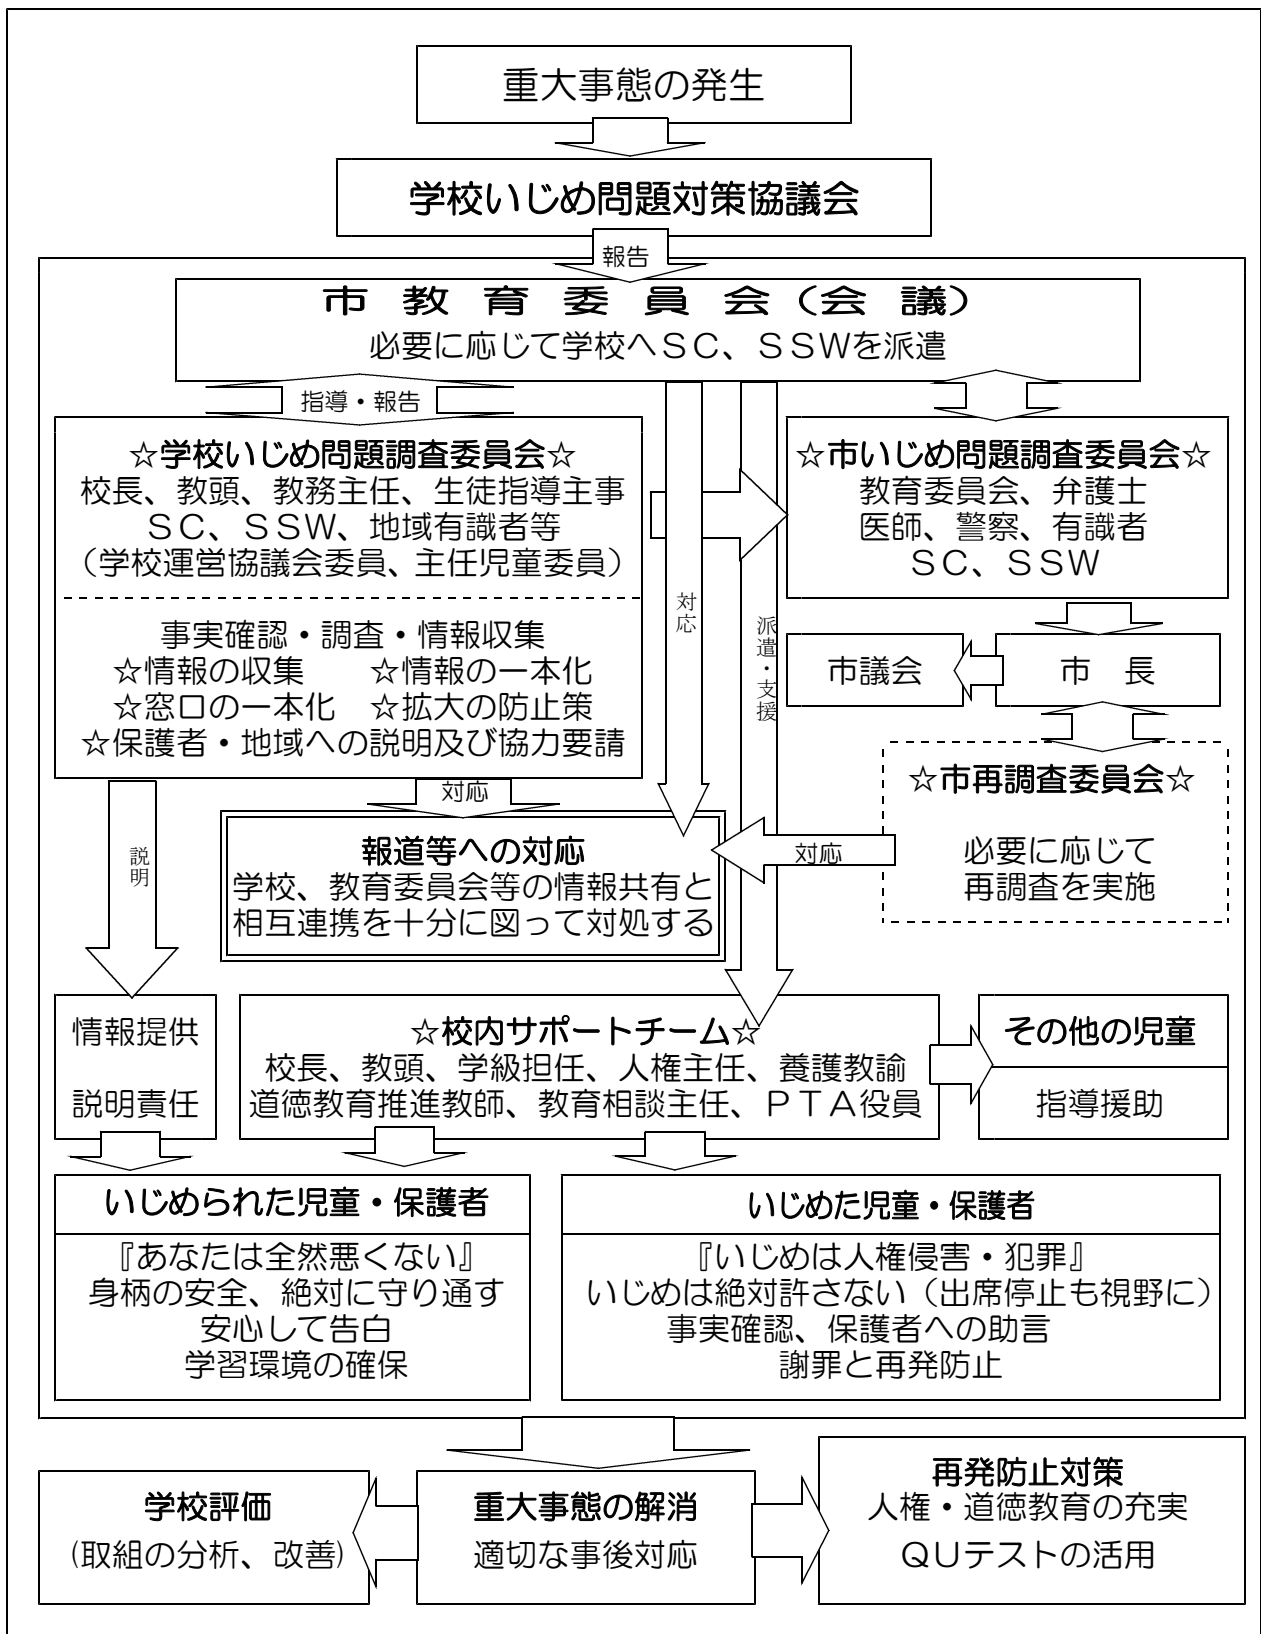 重大事態の発生
学校いじめ問題対策協議会
報告
市教育委員会(会議)
必要に応じて学校へSC、SSWを派遣
指導・報告
☆学校いじめ問題調査委員会☆
校長、教頭、教務主任、生徒指導主事
SC、SSW、地域有識者等
(学校運営協議会委員、主任児童委員)
事実確認・調査・情報収集
☆情報の収集 ☆情報の一本化
☆窓口の一本化 ☆拡大の防止策
☆保護者・地域への説明及び協力要請
対応
派遣・支援
☆市いじめ問題調査委員会☆
教育委員会、弁護士
医師、警察、有識者
SC、SSW
市議会
市 長
☆市再調査委員会☆
必要に応じて
再調査を実施
説明
対応
対応
報道等への対応
学校、教育委員会等の情報共有と
相互連携を十分に図って対処する
情報提供
説明責任
☆校内サポートチーム☆
校長、教頭、学級担任、人権主任、養護教諭
道徳教育推進教師、教育相談主任、PTA役員
その他の児童
指導援助
いじめられた児童・保護者
『あなたは全然悪くない』
身柄の安全、絶対に守り通す
安心して告白
学習環境の確保
いじめた児童・保護者
『いじめは人権侵害・犯罪』
いじめは絶対許さない(出席停止も視野に)
事実確認、保護者への助言
謝罪と再発防止
学校評価
(取組の分析、改善)
重大事態の解消
適切な事後対応
再発防止対策
人権・道徳教育の充実
QUテストの活用